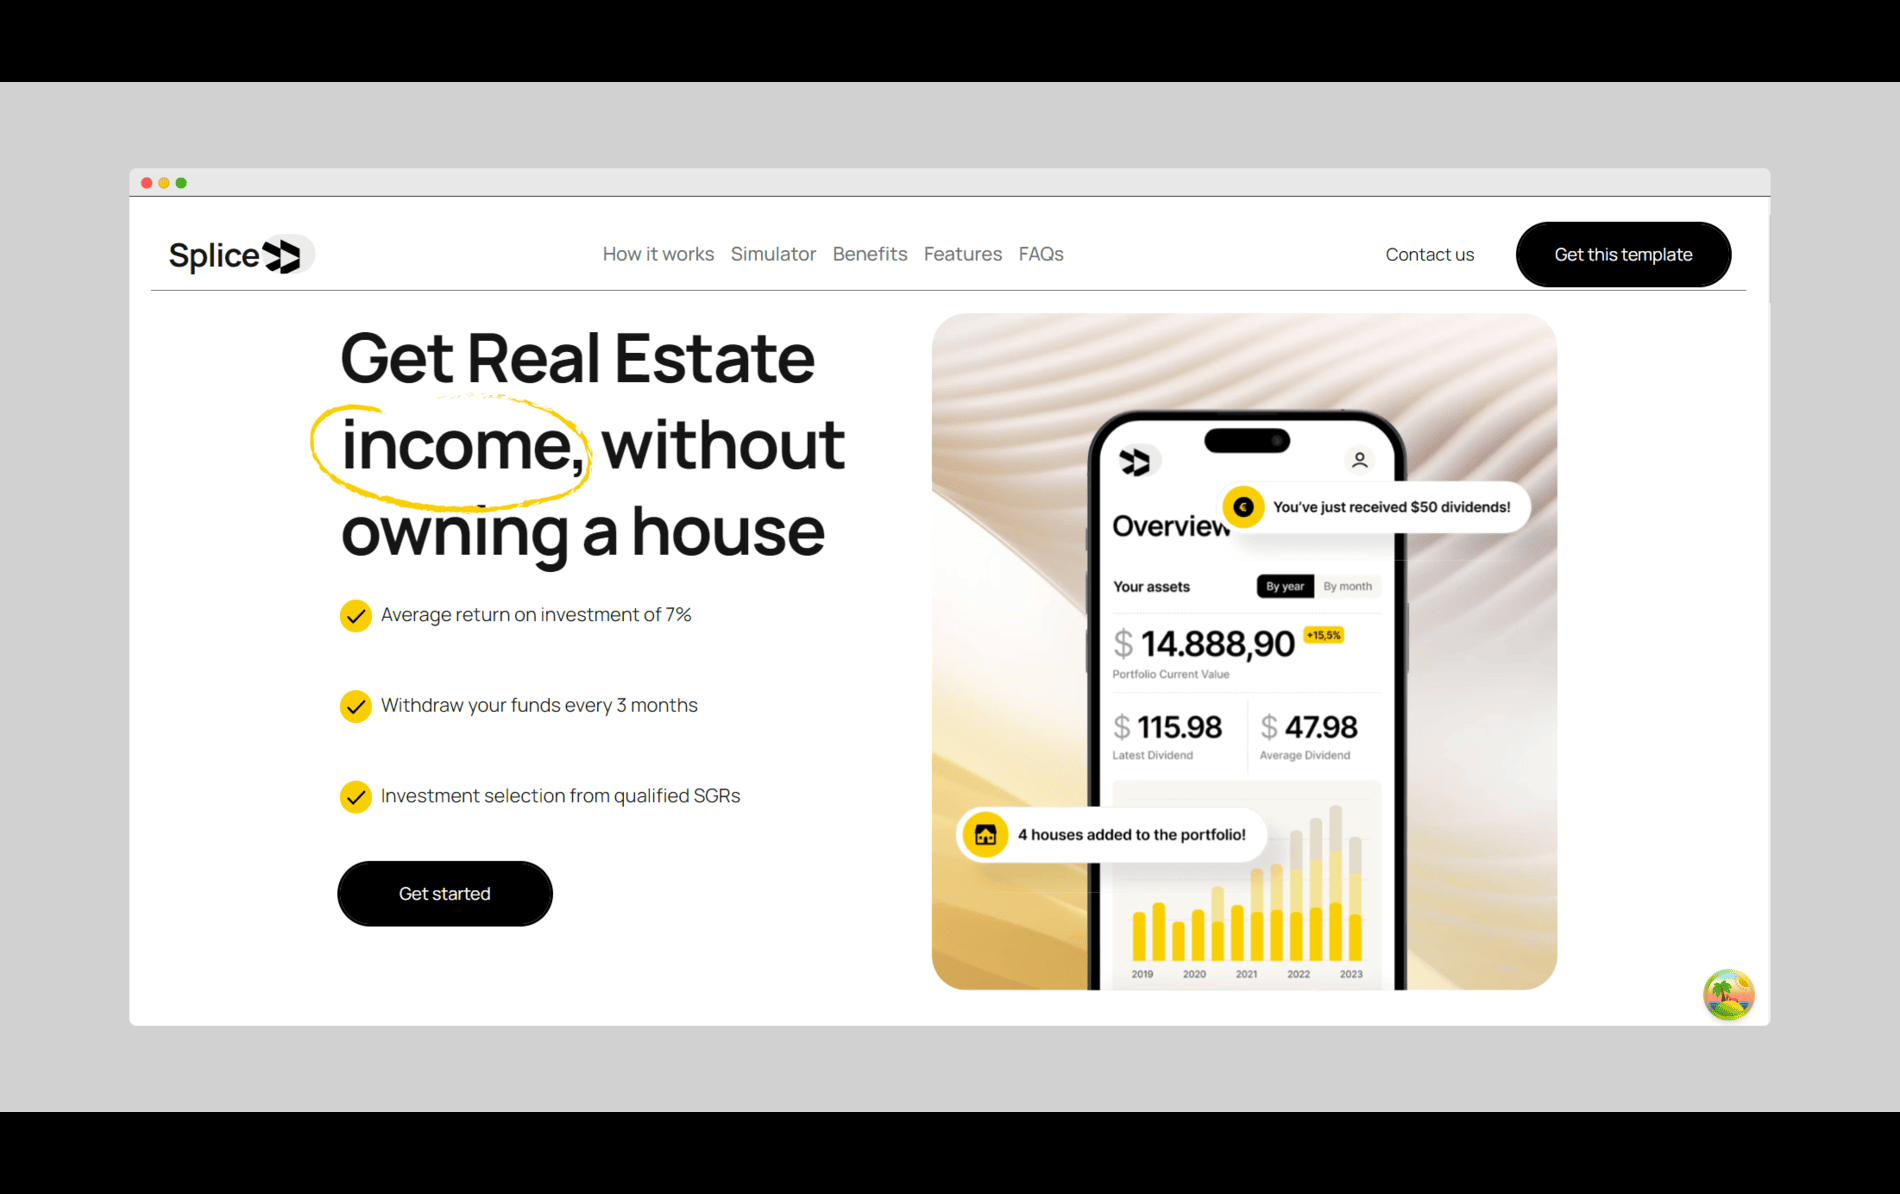 Splice
How it works Simulator Benefits Features FAQs
Contact us
Get this template
Get Real Estate
income, without
owning a house
Average return on investment of 7%
Withdraw your funds every 3 months
Investment selection from qualified SGRs
Get started
You've just received $50 dividends!
Overview
Your assets
By year By month
$ 14.888,90 +15,5%
Portfolio Current Value
$ 115.98
Latest Dividend
$ 47.98
Average Dividend
4 houses added to the portfolio!
2019 2020 2021 2022 2023